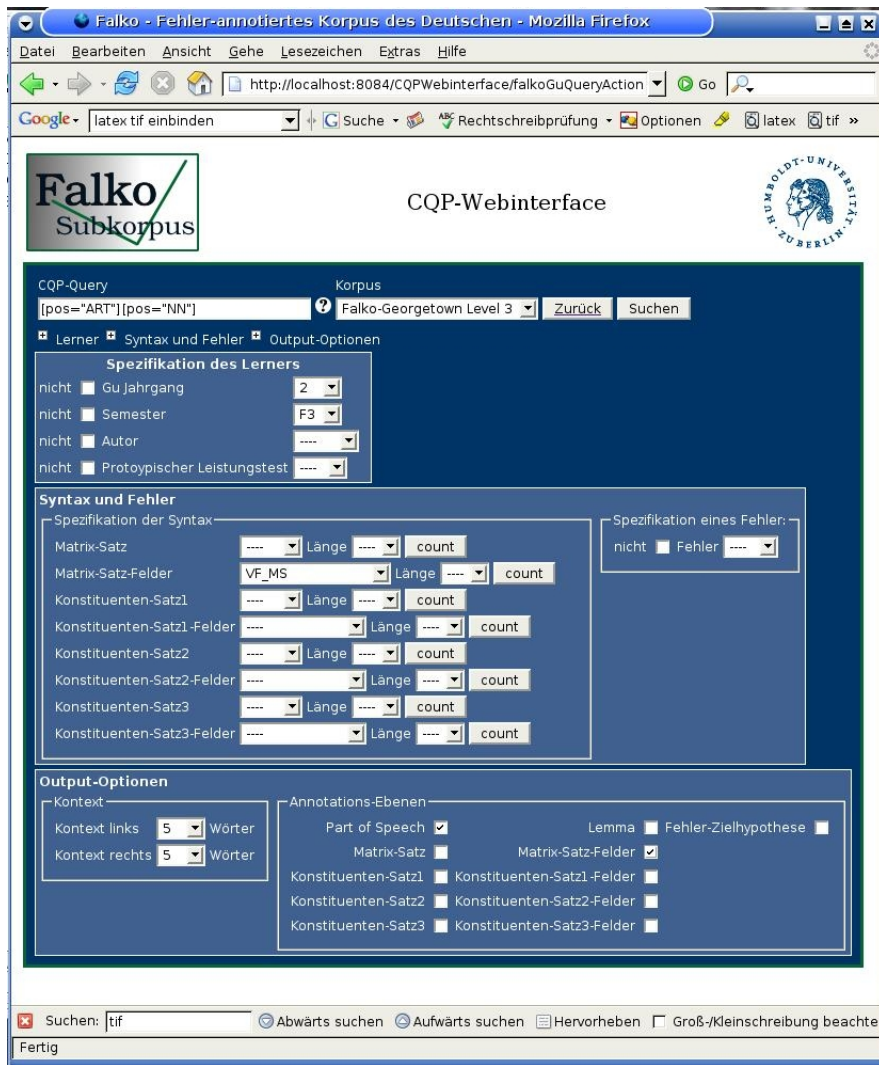 Falko - Fehler-annotiertes Korpus des Deutschen - Mozilla Firefox
Datei Bearbeiten Ansicht Gehe Lesezeichen Extras Hilfe
http://localhost:8084/CQPWebinterface/falkoGuQueryAction Go
Google latex tif einbinden Suche Rechtschreibprüfung Optionen latex tif »
Falko
Subkorpus
CQP-Webinterface
HUMBOLDT-UNIVERSITÄT · ZU BERLIN ·
CQP-Query Korpus
[pos="ART"][pos="NN"] ? Falko-Georgetown Level 3 Zurück Suchen
Lerner Syntax und Fehler Output-Optionen
Spezifikation des Lerners
nicht Gu Jahrgang 2
nicht Semester F3
nicht Autor ----
nicht Protoypischer Leistungstest ----
Syntax und Fehler
Spezifikation der Syntax Spezifikation eines Fehler:
Matrix-Satz ---- Länge ---- count nicht Fehler ----
Matrix-Satz-Felder VF_MS Länge ---- count
Konstituenten-Satz1 ---- Länge ---- count
Konstituenten-Satz1-Felder ---- Länge ---- count
Konstituenten-Satz2 ---- Länge ---- count
Konstituenten-Satz2-Felder ---- Länge ---- count
Konstituenten-Satz3 ---- Länge ---- count
Konstituenten-Satz3-Felder ---- Länge ---- count
Output-Optionen
Kontext Annotations-Ebenen
Kontext links 5 Wörter Part of Speech Lemma Fehler-Zielhypothese
Kontext rechts 5 Wörter Matrix-Satz Matrix-Satz-Felder
Konstituenten-Satz1 Konstituenten-Satz1-Felder
Konstituenten-Satz2 Konstituenten-Satz2-Felder
Konstituenten-Satz3 Konstituenten-Satz3-Felder
Suchen: tif Abwärts suchen Aufwärts suchen Hervorheben Groß-/Kleinschreibung beachte
Fertig